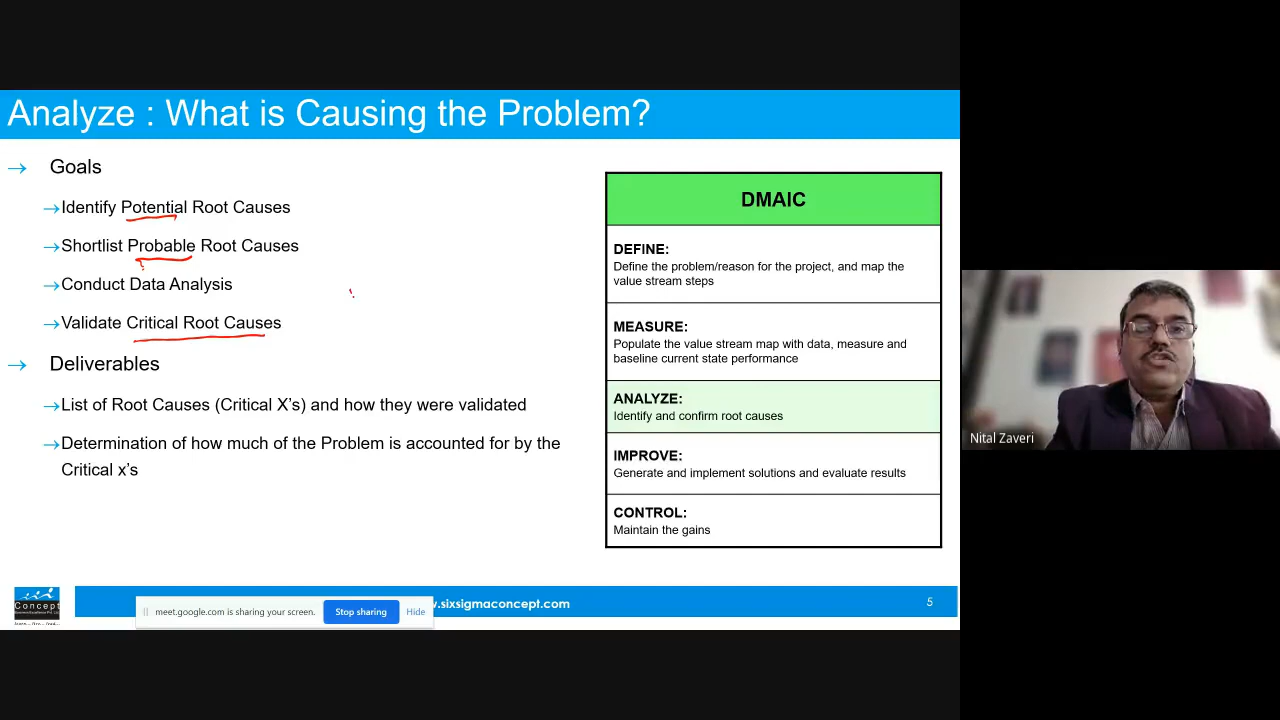 Analyze : What is Causing the Problem?
→ Goals
→Identify Potential Root Causes
→Shortlist Probable Root Causes
→Conduct Data Analysis
→Validate Critical Root Causes
→ Deliverables
→List of Root Causes (Critical X's) and how they were validated
→Determination of how much of the Problem is accounted for by the
Critical x's
DMAIC
DEFINE:
Define the problem/reason for the project, and map the
value stream steps
MEASURE:
Populate the value stream map with data, measure and
baseline current state performance
ANALYZE:
Identify and confirm root causes
IMPROVE:
Generate and implement solutions and evaluate results
CONTROL:
Maintain the gains
Nital Zaveri
Concept
meet.google.com is sharing your screen.
Stop sharing
Hide
w.sixsigmaconcept.com
5